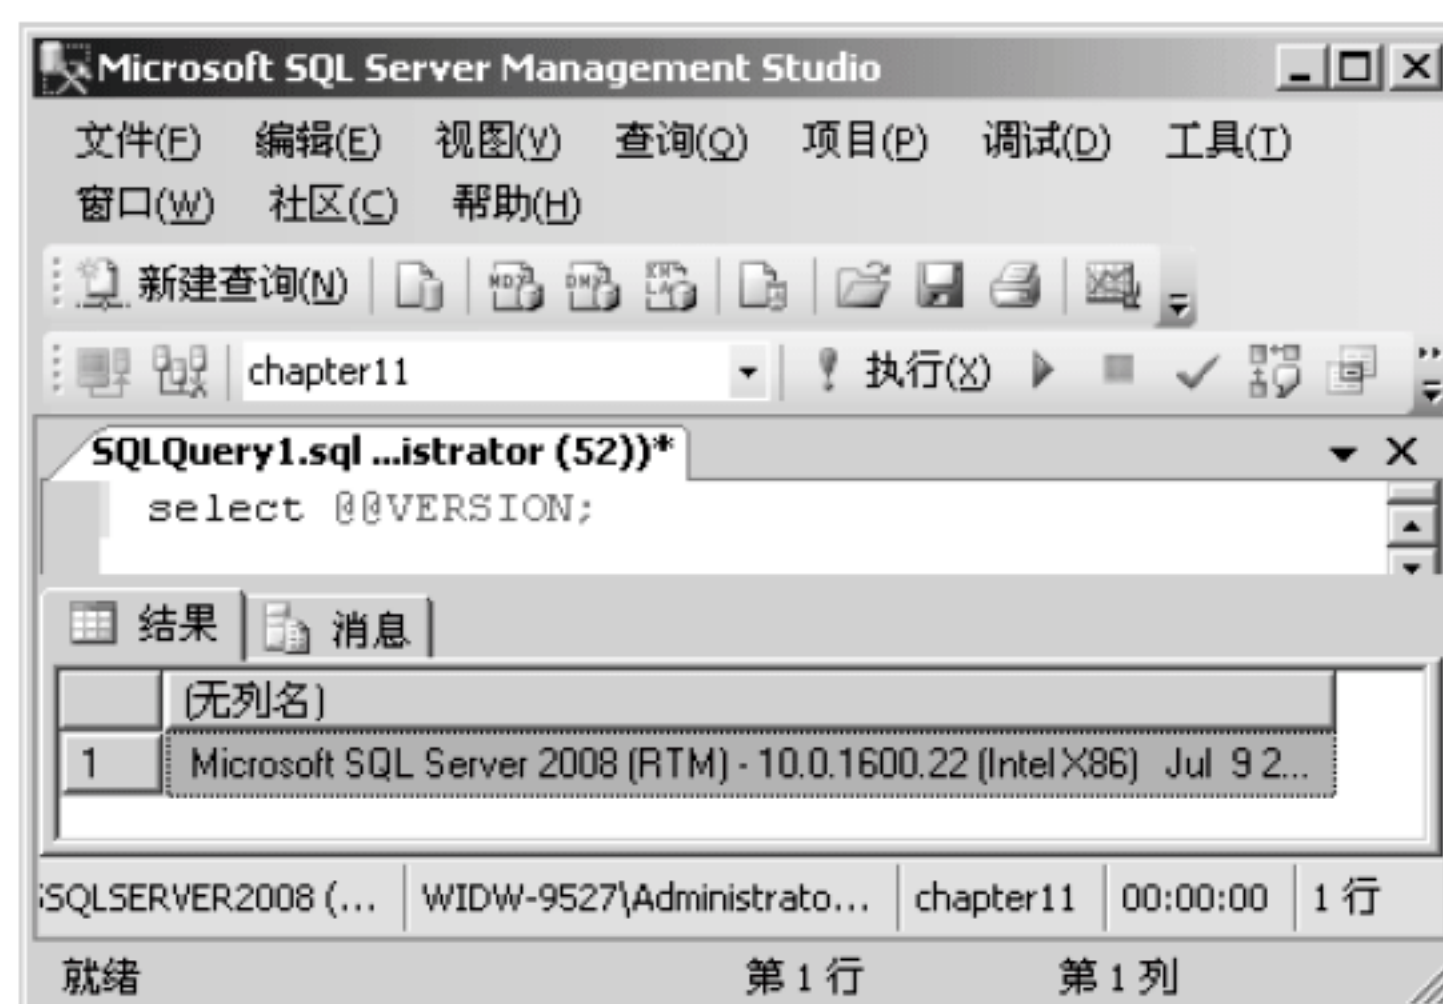 Microsoft SQL Server Management Studio
文件(F) 编辑(E) 视图(V) 查询(Q) 项目(P) 调试(D) 工具(T)
窗口(W) 社区(C) 帮助(H)
新建查询(N)
chapter11 执行(X)
SQLQuery1.sql ...istrator (52))*
select @@VERSION;
结果 消息
(无列名)
1 Microsoft SQL Server 2008 (RTM) - 10.0.1600.22 (Intel X86) Jul 9 2...
SQLSERVER2008 (... WIDW-9527\Administrato... chapter11 00:00:00 1 行
就绪 第 1 行 第 1 列